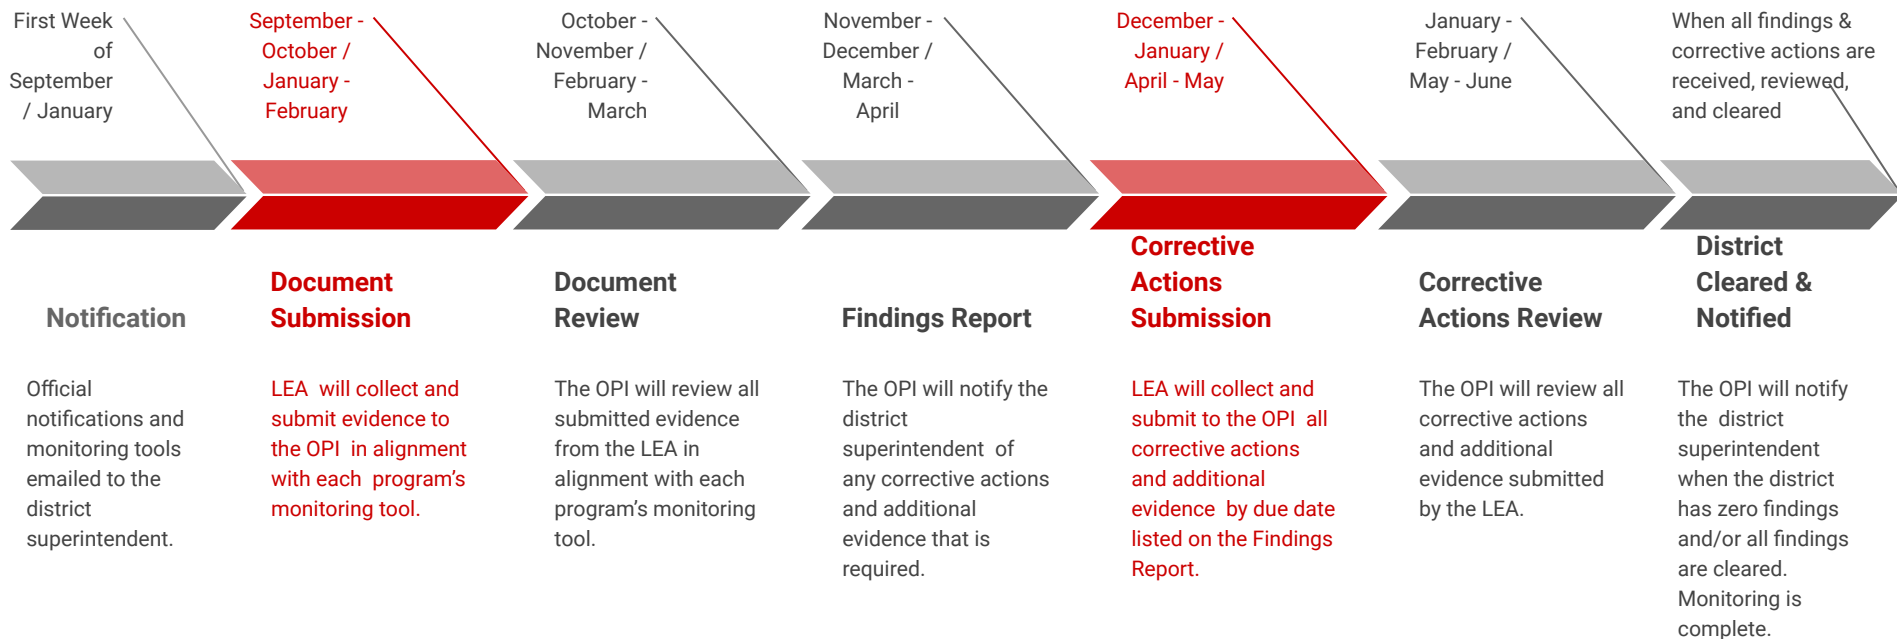 First Week
of
September
/ January
September -
October /
January -
February
October -
November /
February -
March
November -
December /
March -
April
December -
January /
April - May
January -
February /
May - June
When all findings &
corrective actions are
received, reviewed,
and cleared
Notification
Document
Submission
Document
Review
Findings Report
Corrective
Actions
Submission
Corrective
Actions Review
District
Cleared &
Notified
Official
notifications and
monitoring tools
emailed to the
district
superintendent.
LEA will collect and
submit evidence to
the OPI in alignment
with each program’s
monitoring tool.
The OPI will review all
submitted evidence
from the LEA in
alignment with each
program’s monitoring
tool.
The OPI will notify the
district
superintendent of
any corrective actions
and additional
evidence that is
required.
LEA will collect and
submit to the OPI all
corrective actions
and additional
evidence by due date
listed on the Findings
Report.
The OPI will review all
corrective actions
and additional
evidence submitted
by the LEA.
The OPI will notify
the district
superintendent
when the district
has zero findings
and/or all findings
are cleared.
Monitoring is
complete.